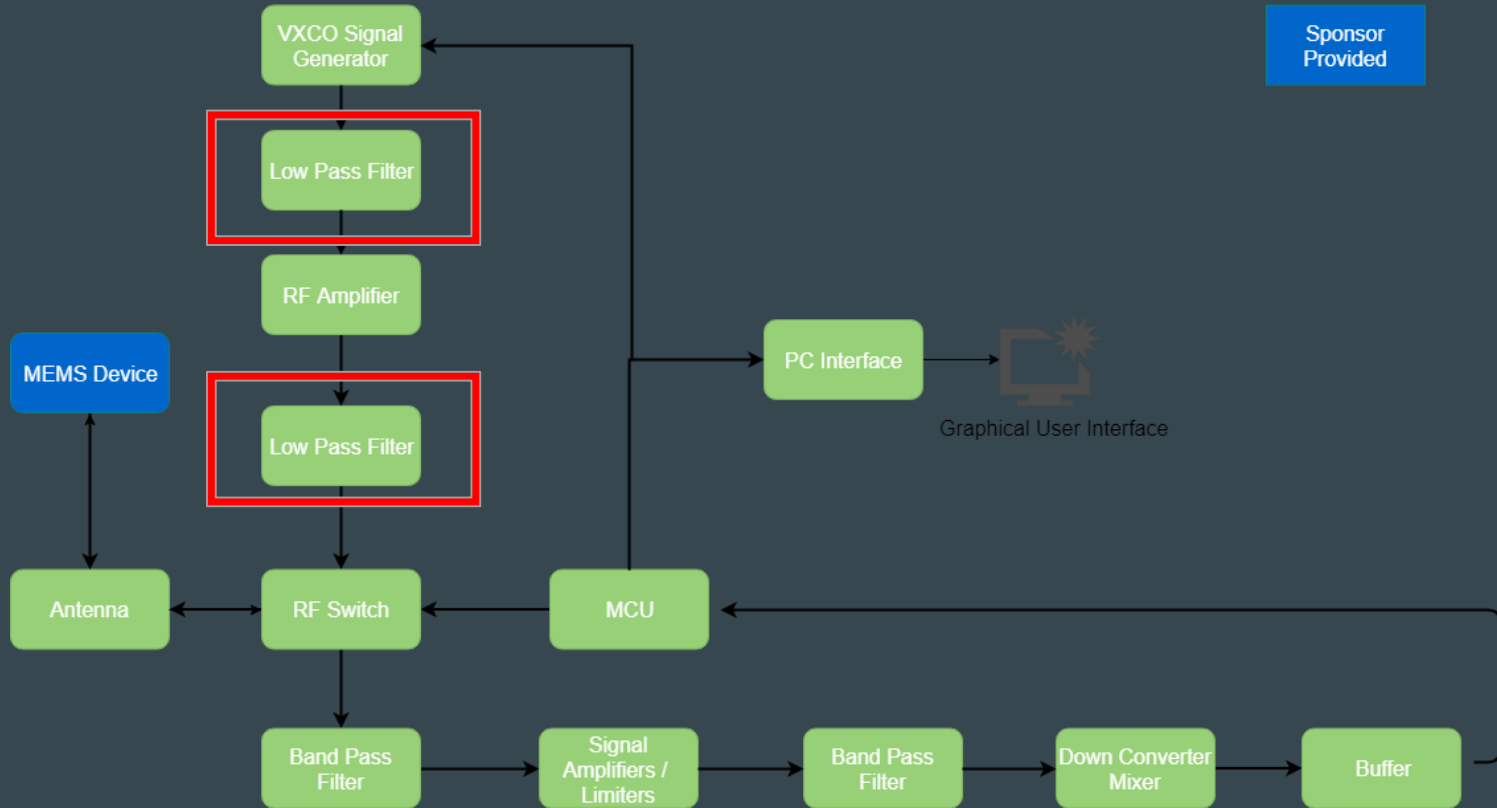 VXCO Signal
Generator
Sponsor
Provided
Low Pass Filter
RF Amplifier
MEMS Device
PC Interface
Graphical User Interface
Low Pass Filter
Antenna
RF Switch
MCU
Band Pass
Filter
Signal
Amplifiers /
Limiters
Band Pass
Filter
Down Converter
Mixer
Buffer